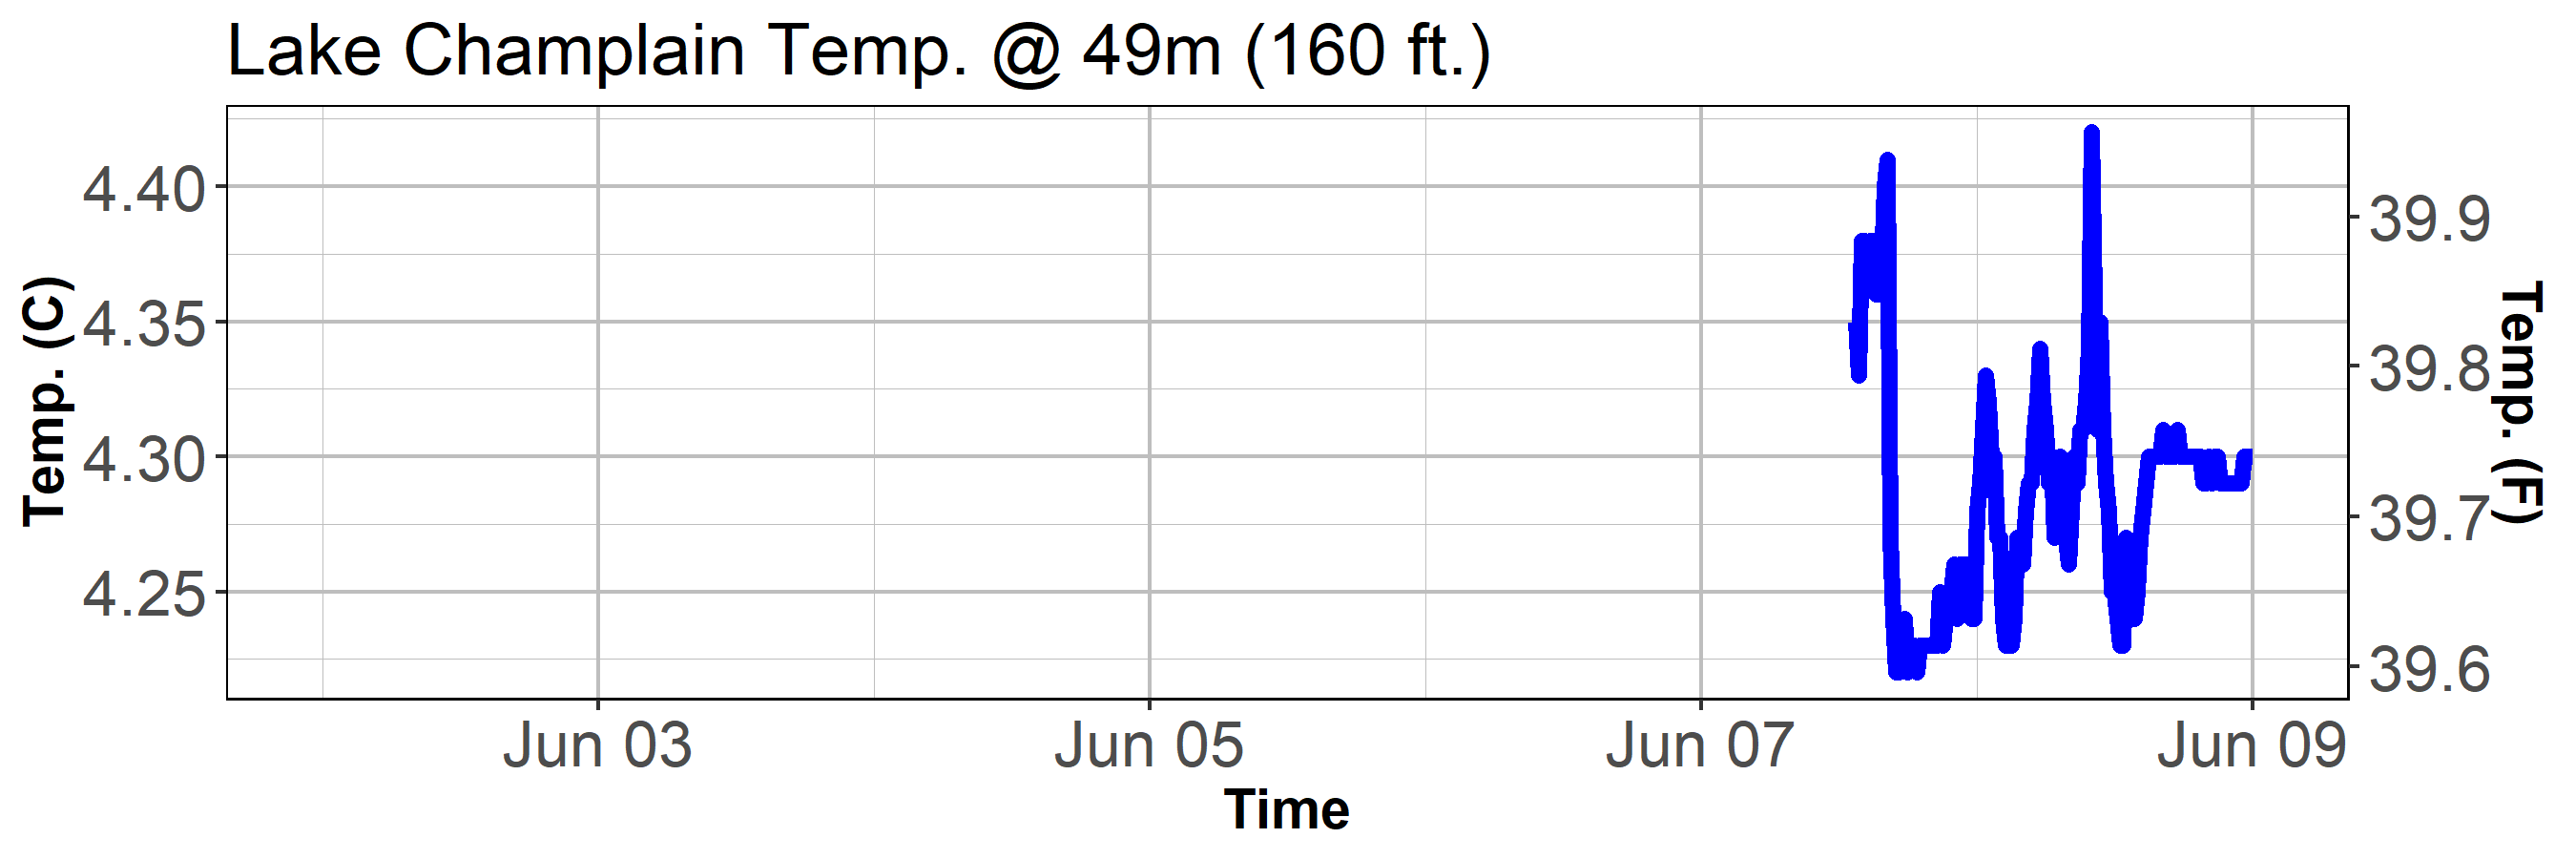 Lake Champlain Temp. @ 49m (160 ft.)
Temp. (C)
4.40
4.35
4.30
4.25
39.9
39.8
39.7
39.6
Temp. (F)
Jun 03 Jun 05 Jun 07 Jun 09
Time